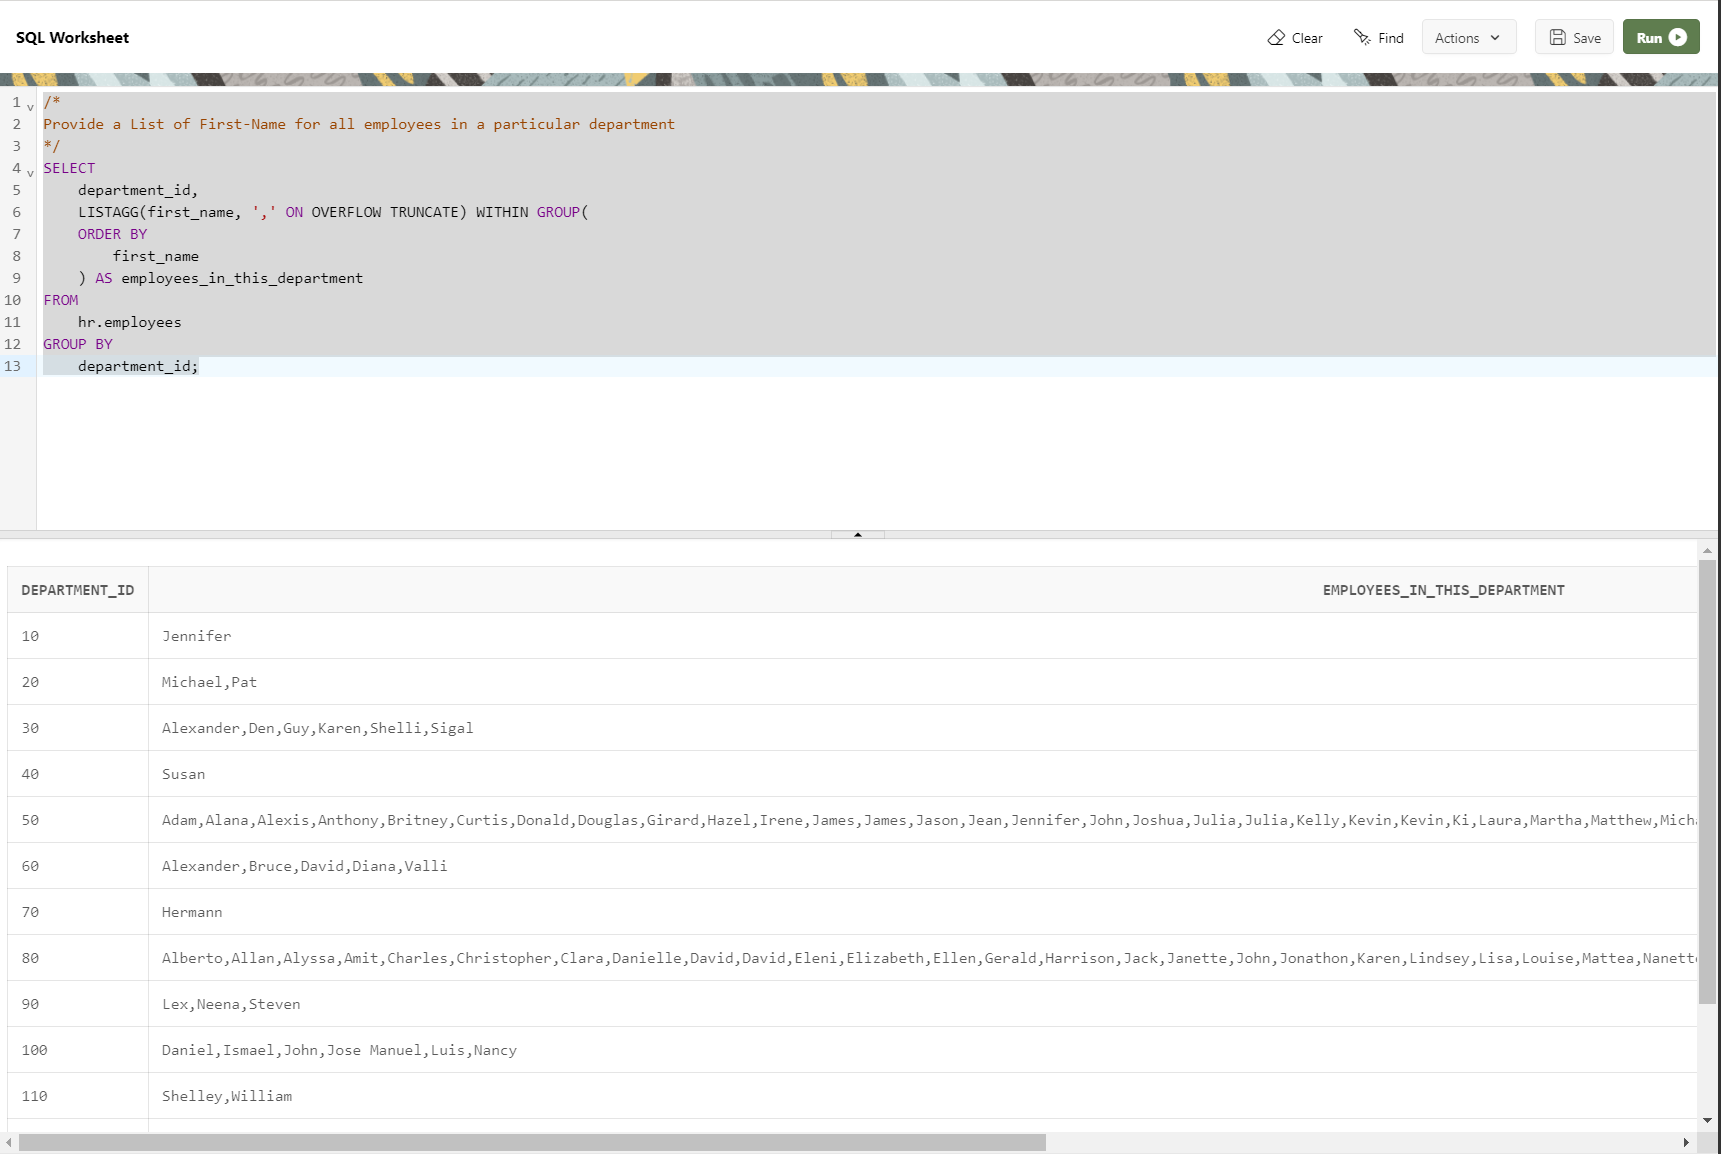 SQL Worksheet
Clear Find Actions Save Run
1 /*
2 Provide a List of First-Name for all employees in a particular department
3 */
4 SELECT
5 department_id,
6 LISTAGG(first_name, ',' ON OVERFLOW TRUNCATE) WITHIN GROUP(
7 ORDER BY
8 first_name
9 ) AS employees_in_this_department
10 FROM
11 hr.employees
12 GROUP BY
13 department_id;
DEPARTMENT_ID EMPLOYEES_IN_THIS_DEPARTMENT
10 Jennifer
20 Michael,Pat
30 Alexander,Den,Guy,Karen,Shelli,Sigal
40 Susan
50 Adam,Alana,Alexis,Anthony,Britney,Curtis,Donald,Douglas,Girard,Hazel,Irene,James,James,Jason,Jean,Jennifer,John,Joshua,Julia,Julia,Kelly,Kevin,Kevin,Ki,Laura,Martha,Matthew,
60 Alexander,Bruce,David,Diana,Valli
70 Hermann
80 Alberto,Allan,Alyssa,Amit,Charles,Christopher,Clara,Danielle,David,David,Eleni,Elizabeth,Ellen,Gerald,Harrison,Jack,Janette,John,Jonathon,Karen,Lindsey,Lisa,Louise,Mattea,
90 Lex,Neena,Steven
100 Daniel,Ismael,John,Jose Manuel,Luis,Nancy
110 Shelley,William